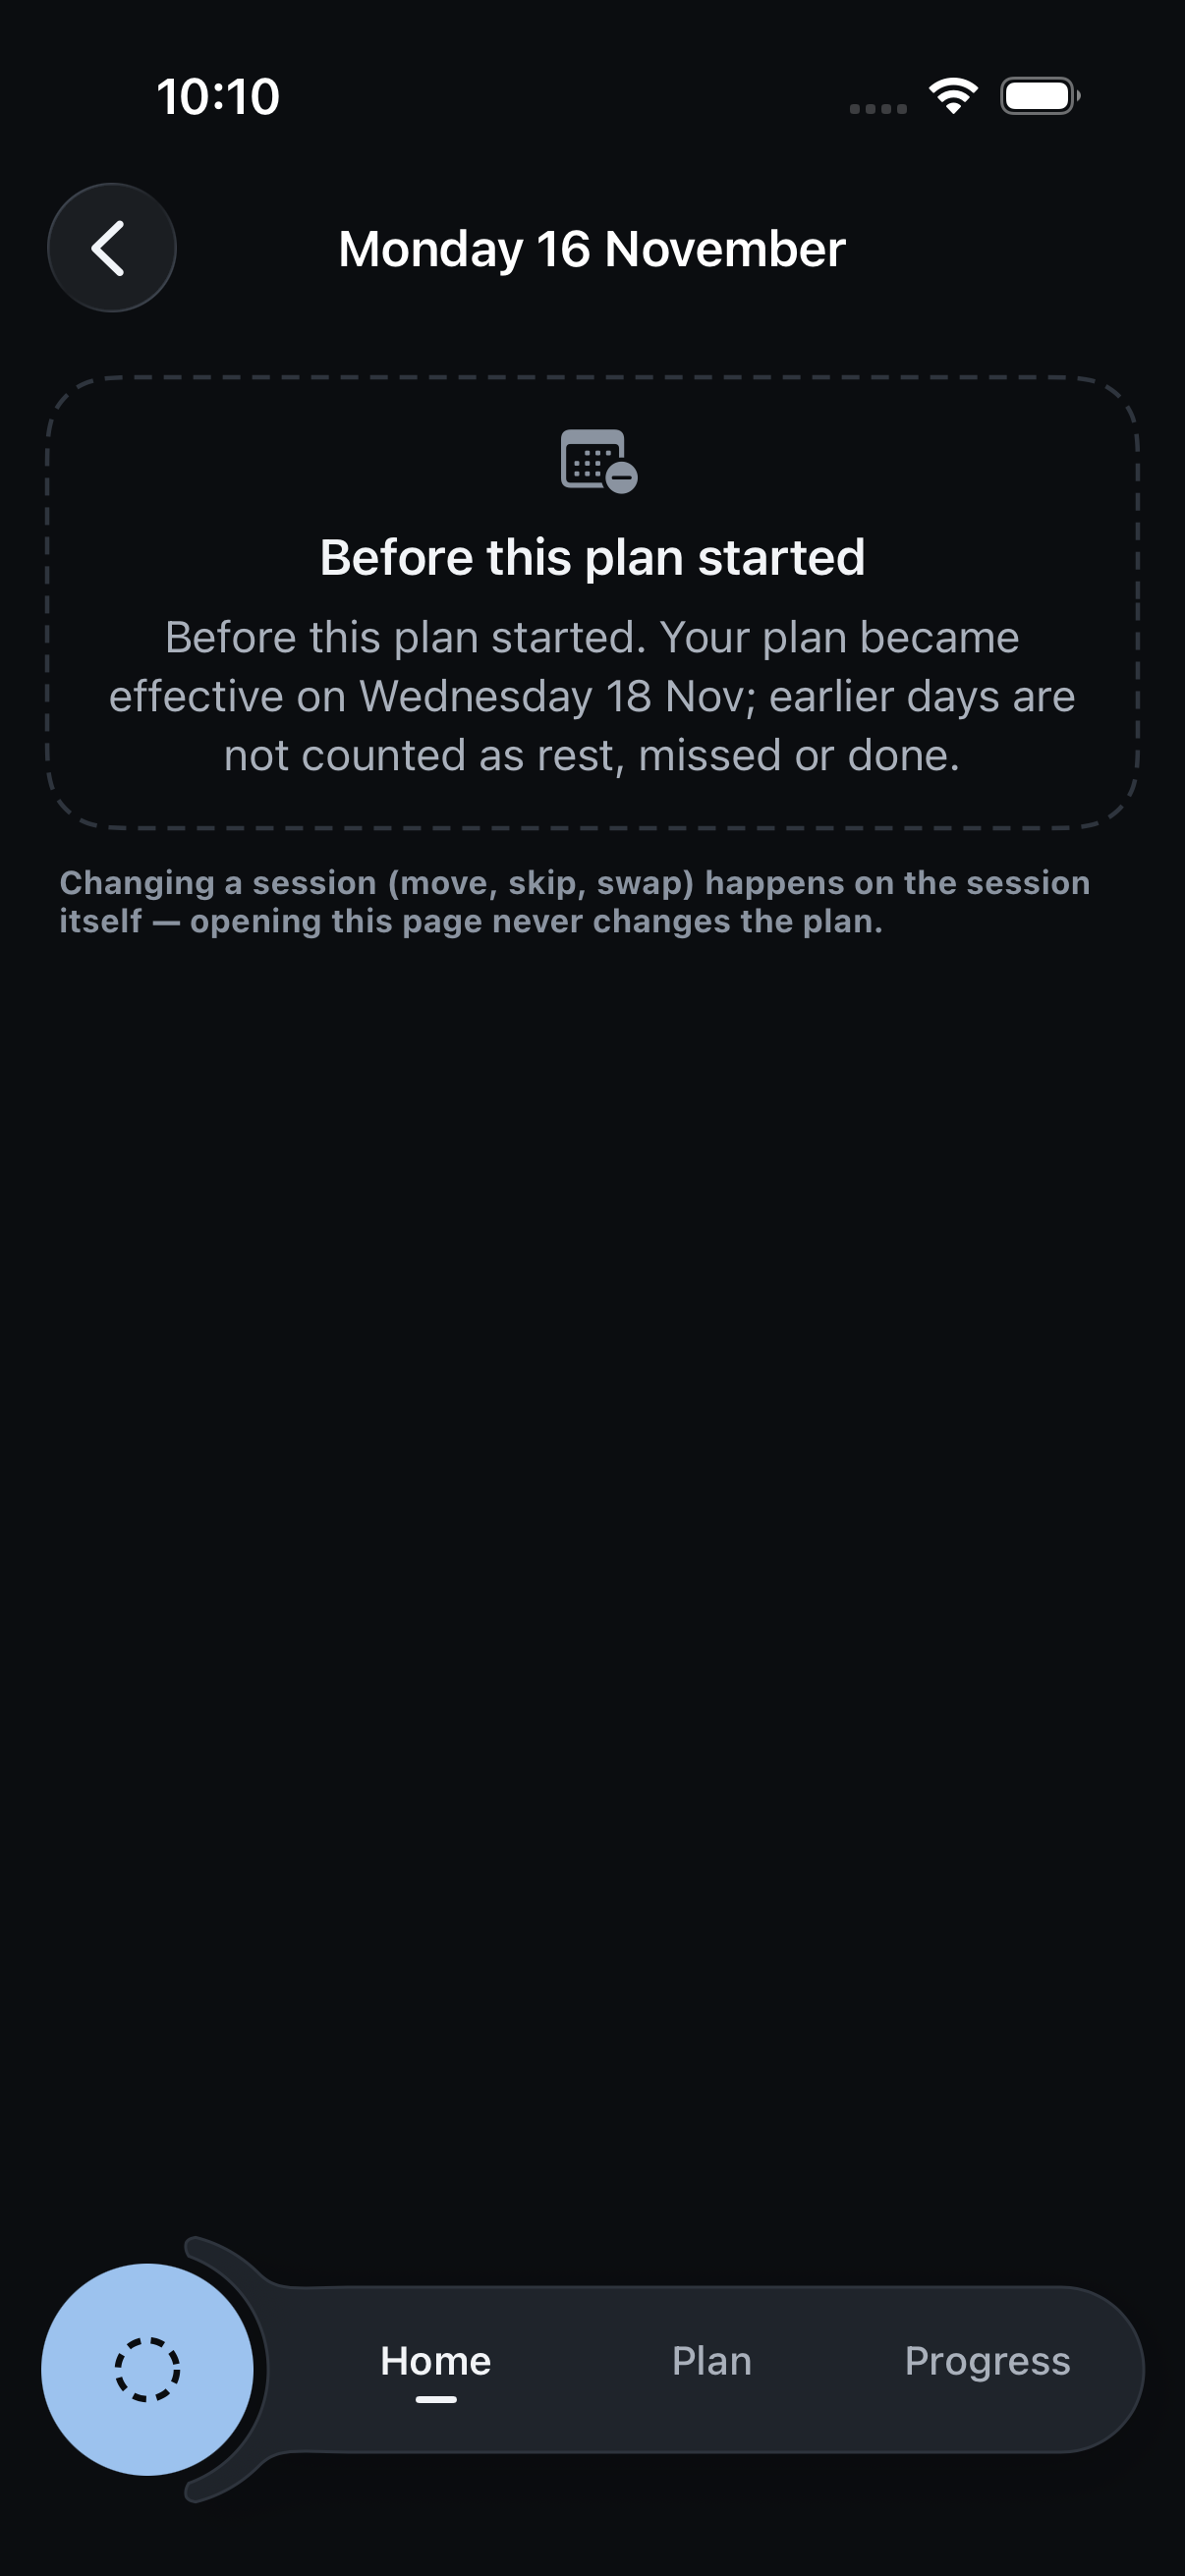 10:10
Monday 16 November
Before this plan started
Before this plan started. Your plan became
effective on Wednesday 18 Nov; earlier days are
not counted as rest, missed or done.
Changing a session (move, skip, swap) happens on the session
itself — opening this page never changes the plan.
Home
Plan
Progress